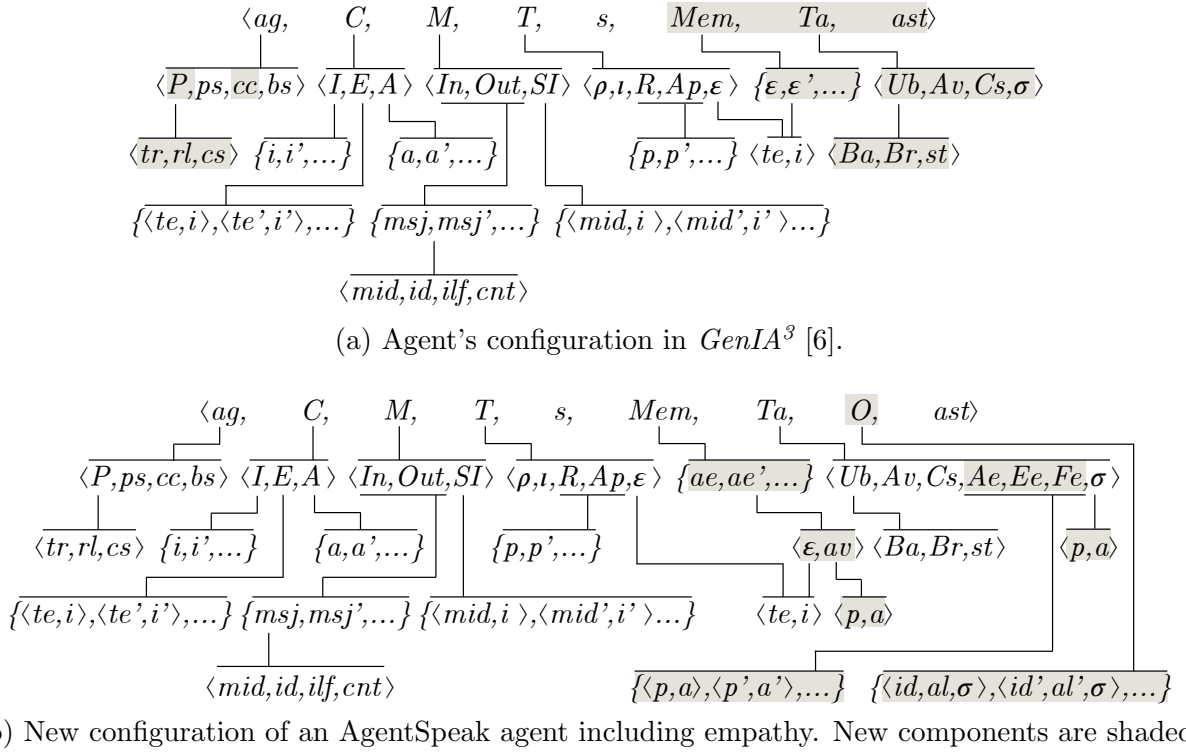 ⟨ag, C, M, T, s, Mem, Ta, ast⟩
⟨P,ps,cc,bs⟩ ⟨I,E,A⟩ ⟨In,Out,SI⟩ ⟨ρ,ι,R,Ap,ε⟩ {ε,ε',...} ⟨Ub,Av,Cs,σ⟩
⟨tr,rl,cs⟩ {i,i',...} {a,a',...} {p,p',...} ⟨te,i⟩ ⟨Ba,Br,st⟩
{⟨te,i⟩,⟨te',i'⟩,...} {msj,msj',...} {⟨mid,i ⟩,⟨mid',i' ⟩...}
⟨mid,id,ilf,cnt⟩
(a) Agent's configuration in GenIA³ [6].
⟨ag, C, M, T, s, Mem, Ta, O, ast⟩
⟨P,ps,cc,bs⟩ ⟨I,E,A⟩ ⟨In,Out,SI⟩ ⟨ρ,ι,R,Ap,ε⟩ {ae,ae',...} ⟨Ub,Av,Cs,Ae,Ee,Fe,σ⟩
⟨tr,rl,cs⟩ {i,i',...} {a,a',...} {p,p',...} ⟨ε,av⟩ ⟨Ba,Br,st⟩ ⟨p,a⟩
{⟨te,i⟩,⟨te',i'⟩,...} {msj,msj',...} {⟨mid,i ⟩,⟨mid',i' ⟩...} ⟨te,i⟩ ⟨p,a⟩
⟨mid,id,ilf,cnt⟩ {⟨p,a⟩,⟨p',a'⟩,...} {⟨id,al,σ⟩,⟨id',al',σ⟩,...}
) New configuration of an AgentSpeak agent including empathy. New components are shaded